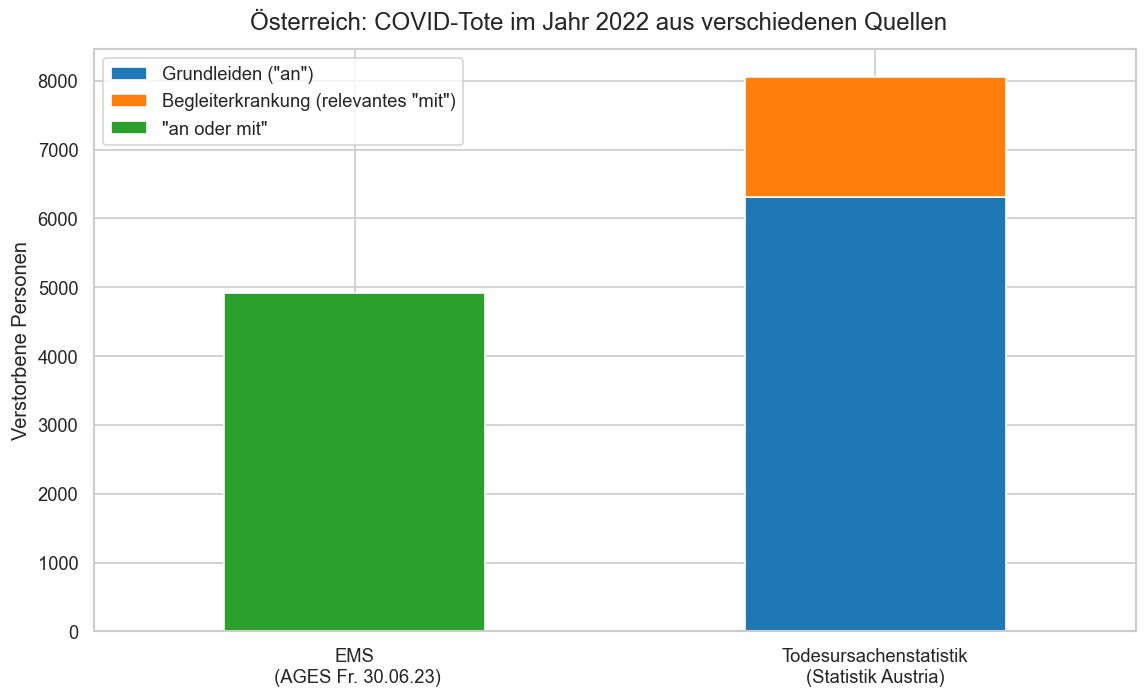 Österreich: COVID-Tote im Jahr 2022 aus verschiedenen Quellen
Grundleiden ("an")
Begleiterkrankung (relevantes "mit")
"an oder mit"
Verstorbene Personen
8000
7000
6000
5000
4000
3000
2000
1000
0
EMS
(AGES Fr. 30.06.23)
Todesursachenstatistik
(Statistik Austria)